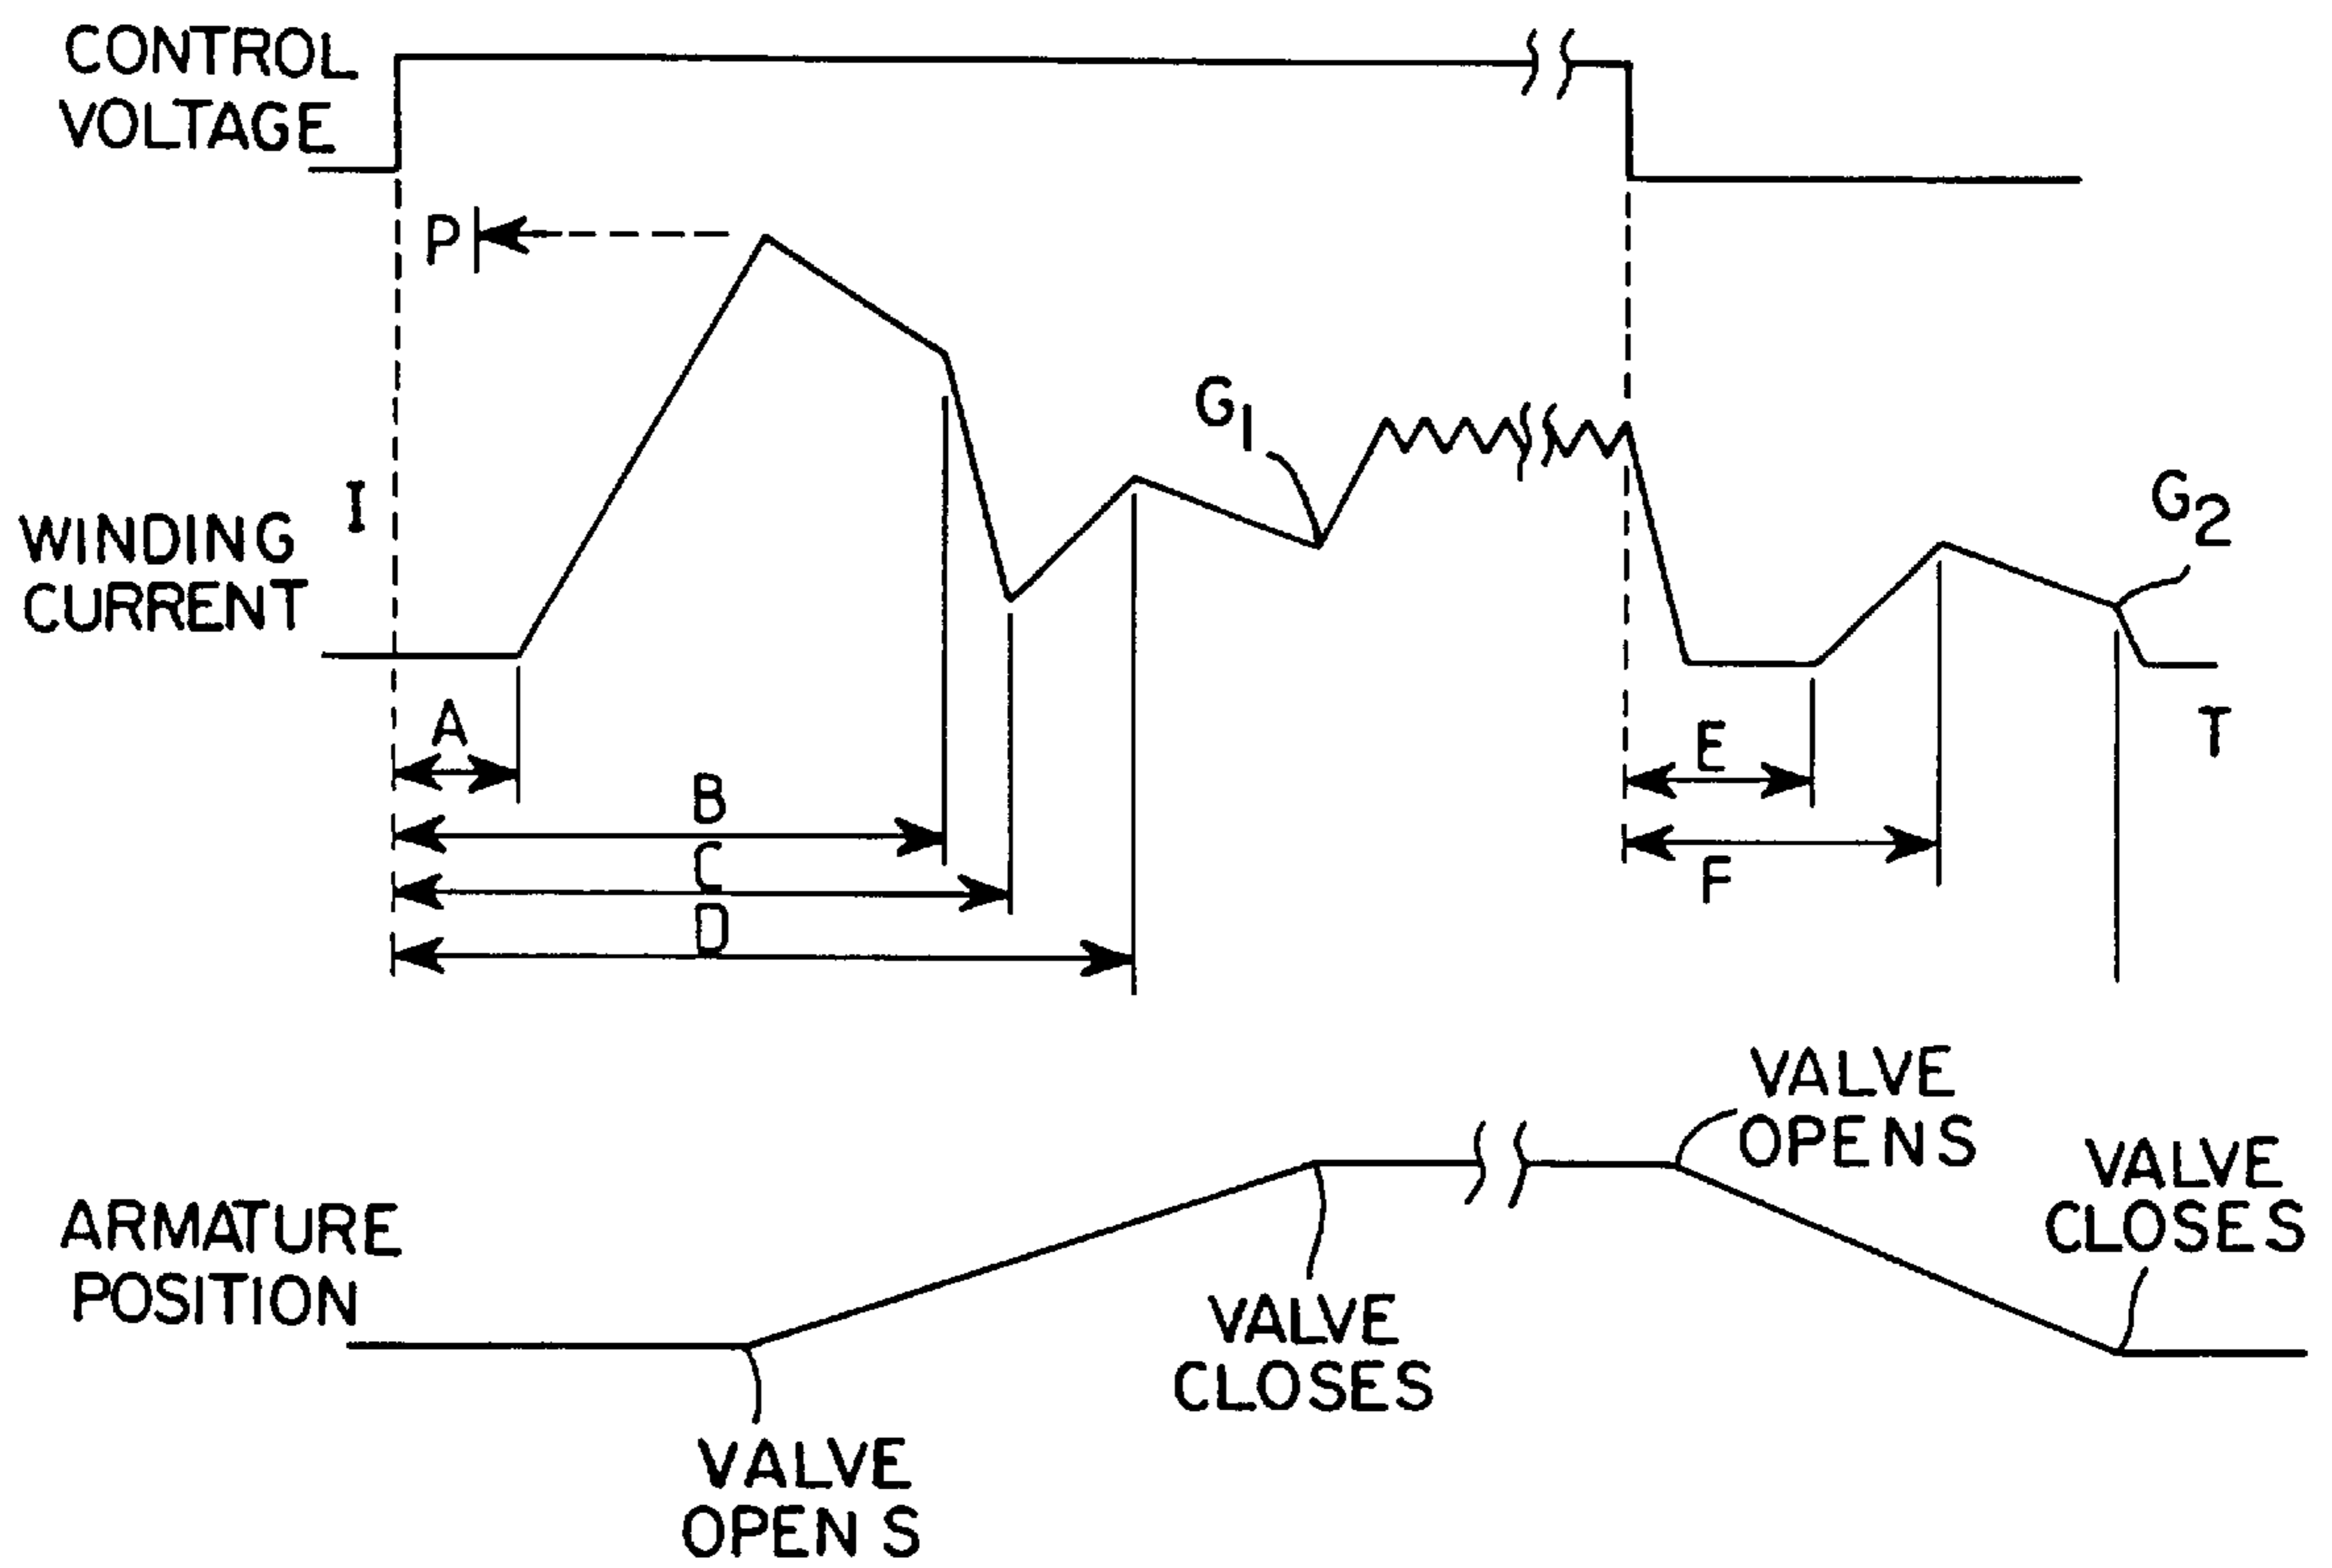 CONTROL
VOLTAGE
P
G1
I
WINDING
CURRENT
G2
A
T
E
B
C
F
D
VALVE
OPENS
VALVE
CLOSES
ARMATURE
POSITION
VALVE
CLOSES
VALVE
OPENS